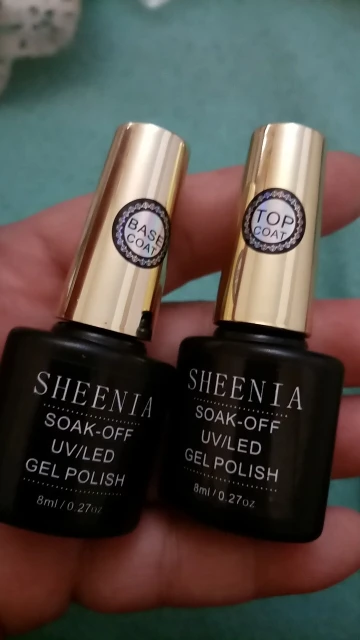 BASE
COAT
SHEENIA
SOAK-OFF
UV/LED
GEL POLISH
8ml / 0.27oz
TOP
COAT
SHEENIA
SOAK-OFF
UV/LED
GEL POLISH
8ml / 0.27oz